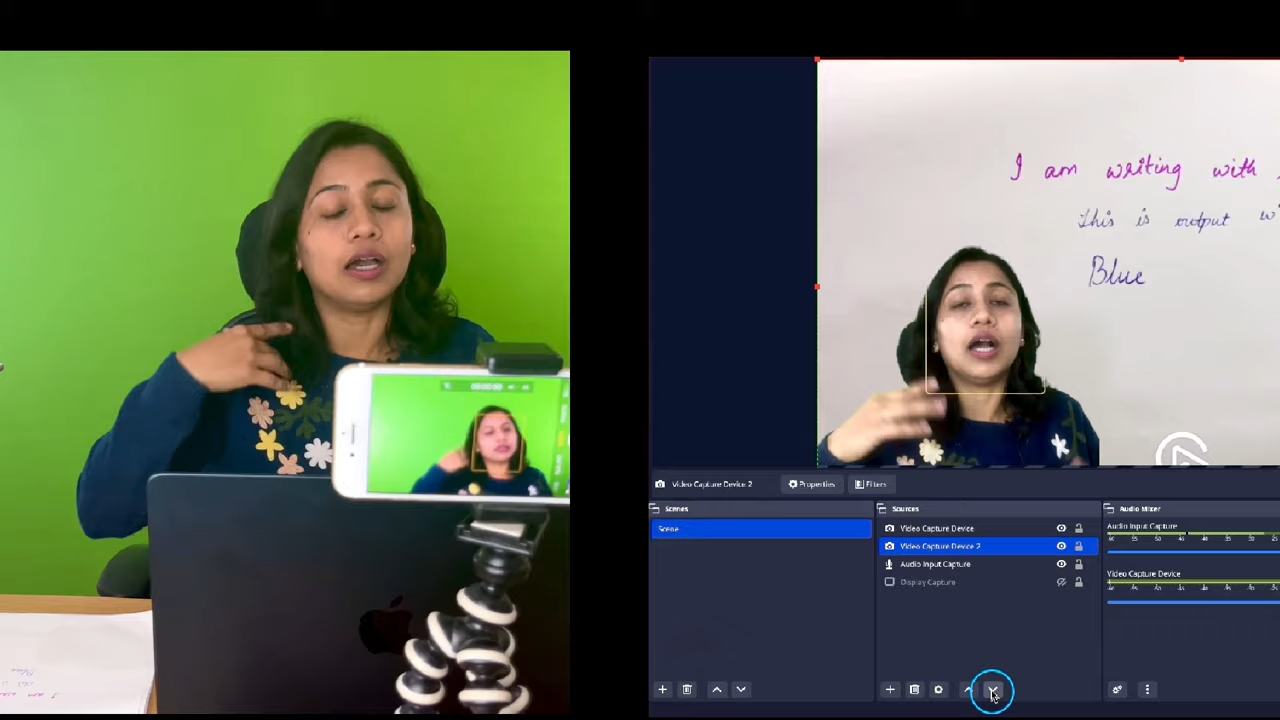 I am writing with
This is output wi
Blue
Video Capture Device 2
Properties
Filters
Scenes
Sources
Audio Mixer
Scene
Video Capture Device
Video Capture Device 2
Audio Input Capture
Display Capture
Audio Input Capture
Video Capture Device